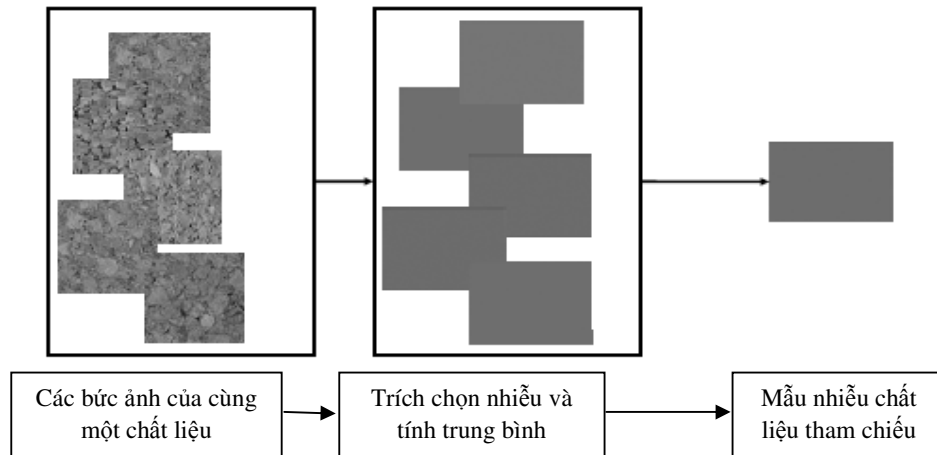 Các bức ảnh của cùng
một chất liệu
Trích chọn nhiễu và
tính trung bình
Mẫu nhiễu chất
liệu tham chiếu